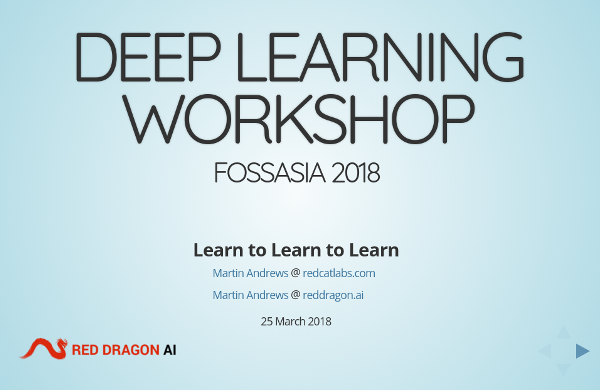 DEEP LEARNING
WORKSHOP
FOSSASIA 2018
Learn to Learn to Learn
Martin Andrews @ redcatlabs.com
Martin Andrews @ reddragon.ai
25 March 2018
RED DRAGON AI